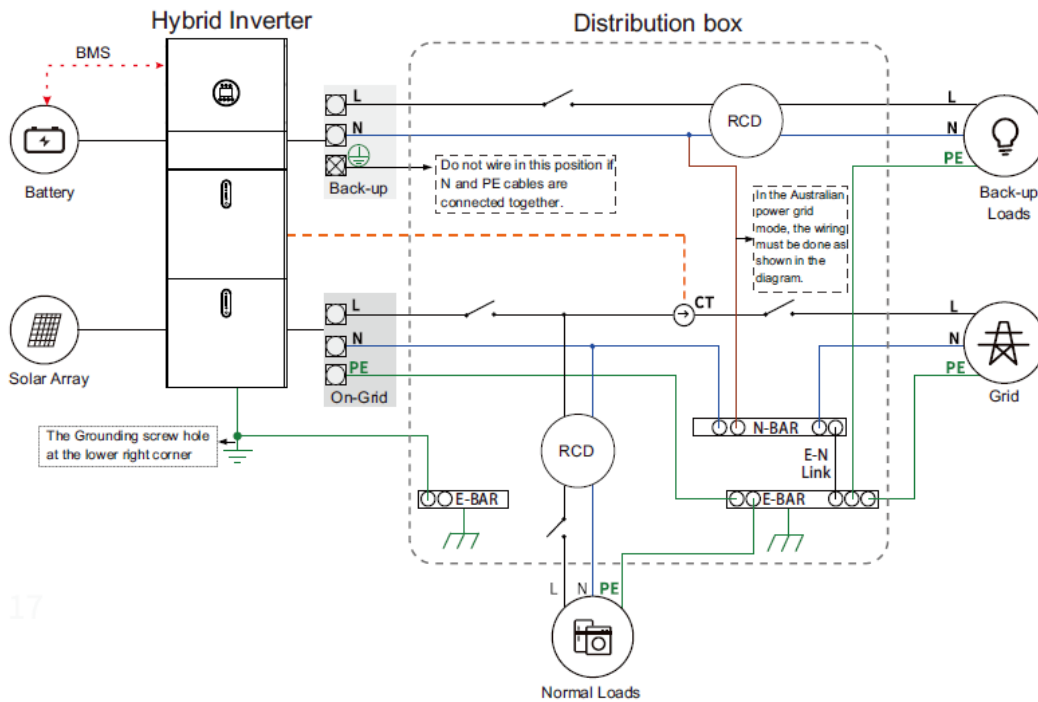 Hybrid Inverter
Distribution box
BMS
L
N
Back-up
Do not wire in this position if
N and PE cables are
connected together.
RCD
L
N
PE
Back-up
Loads
Battery
In the Australian
power grid
mode, the wiring
must be done as
shown in the
diagram.
CT
L
N
PE
On-Grid
L
N
PE
Grid
Solar Array
The Grounding screw hole
at the lower right corner
N-BAR
RCD
E-N
Link
E-BAR
E-BAR
L
N
PE
Normal Loads
17